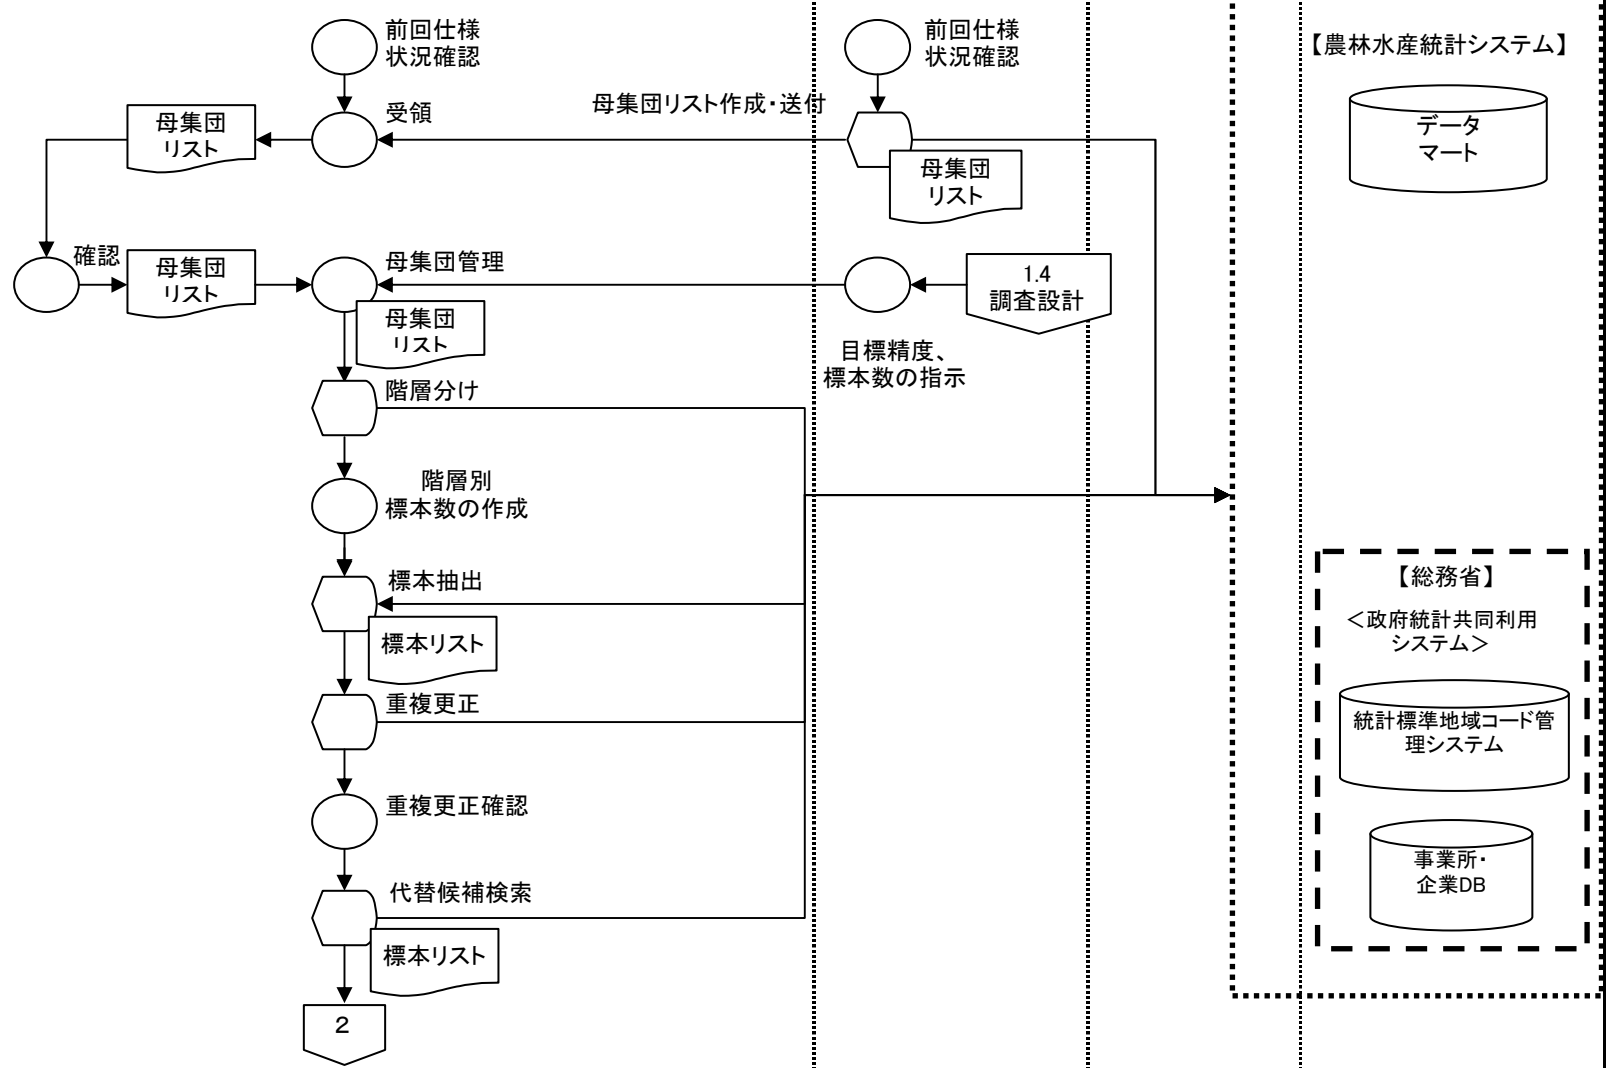 前回仕様
状況確認
前回仕様
状況確認
【農林水産統計システム】
母集団リスト作成・送付
受領
母集団
リスト
データ
マート
母集団
リスト
確認
母集団
リスト
母集団管理
1.4
調査設計
母集団
リスト
目標精度、
標本数の指示
階層分け
階層別
標本数の作成
標本抽出
標本リスト
【総務省】
＜政府統計共同利用
システム＞
重複更正
統計標準地域コード管
理システム
重複更正確認
事業所・
企業DB
代替候補検索
標本リスト
２